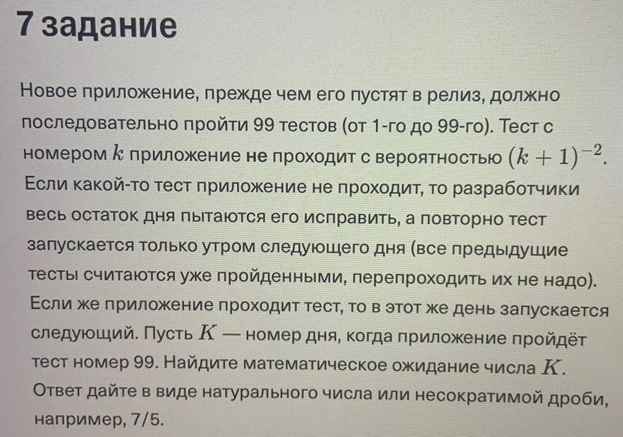 7 задание
Новое приложение, прежде чем его пустят в релиз, должно
последовательно пройти 99 тестов (от 1-го до 99-го). Тест с
номером k приложение не проходит с вероятностью (k + 1)⁻².
Если какой-то тест приложение не проходит, то разработчики
весь остаток дня пытаются его исправить, а повторно тест
запускается только утром следующего дня (все предыдущие
тесты считаются уже пройденными, перепроходить их не надо).
Если же приложение проходит тест, то в этот же день запускается
следующий. Пусть K — номер дня, когда приложение пройдёт
тест номер 99. Найдите математическое ожидание числа K.
Ответ дайте в виде натурального числа или несократимой дроби,
например, 7/5.